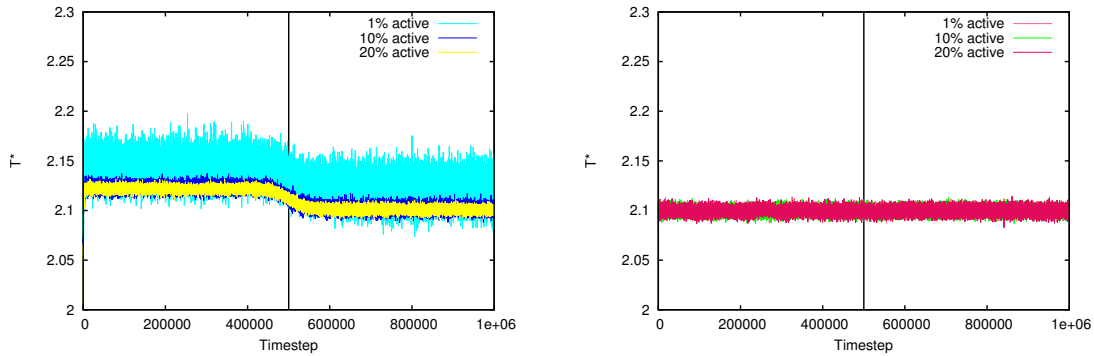 2.3
1% active
10% active
20% active
2.25
2.2
T*
2.15
2.1
2.05
2
0
200000
400000
600000
800000
1e+06
Timestep
2.3
1% active
10% active
20% active
2.25
2.2
T*
2.15
2.1
2.05
2
0
200000
400000
600000
800000
1e+06
Timestep